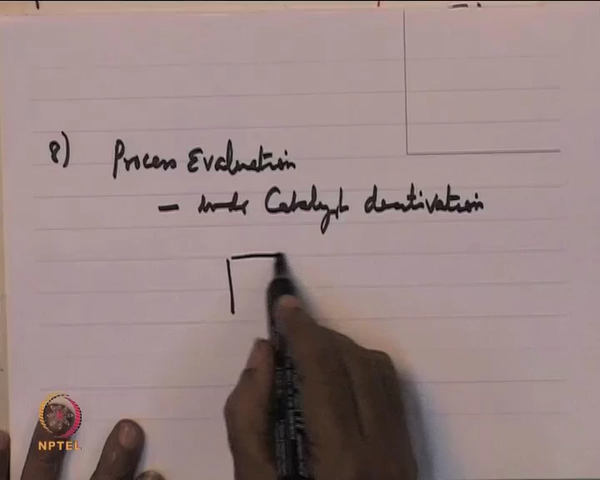 8) Process Evaluation
- under Catalyst deactivation
NPTEL